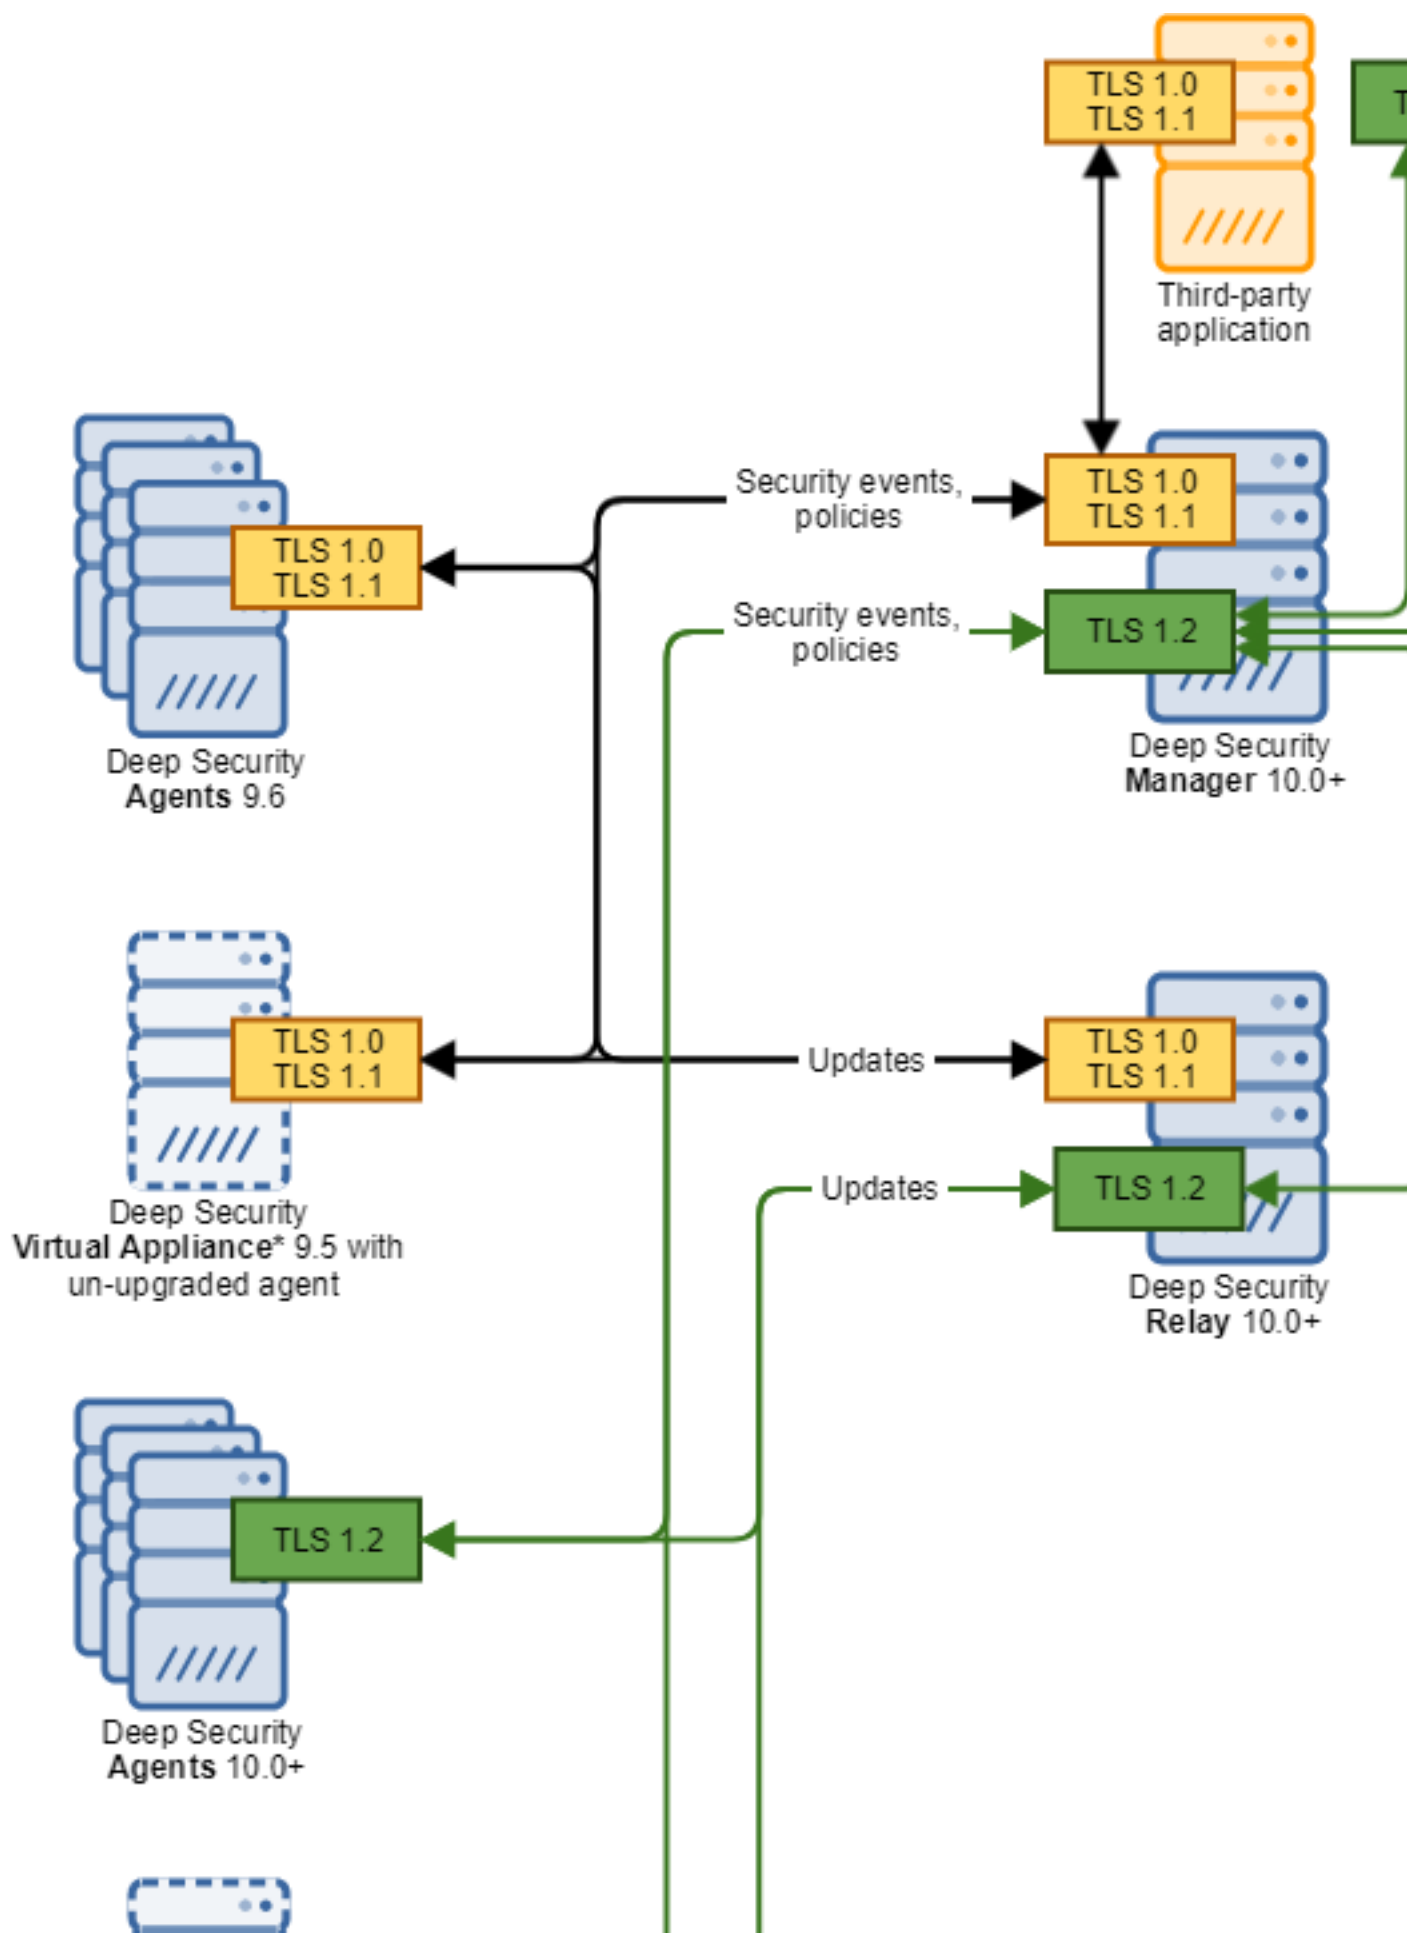 TLS 1.0
TLS 1.1
Third-party
application
Security events,
policies
TLS 1.0
TLS 1.1
TLS 1.0
TLS 1.1
Security events,
policies
TLS 1.2
Deep Security
Manager 10.0+
Deep Security
Agents 9.6
TLS 1.0
TLS 1.1
Updates
TLS 1.0
TLS 1.1
Updates
TLS 1.2
Deep Security
Virtual Appliance* 9.5 with
un-upgraded agent
Deep Security
Relay 10.0+
TLS 1.2
Deep Security
Agents 10.0+